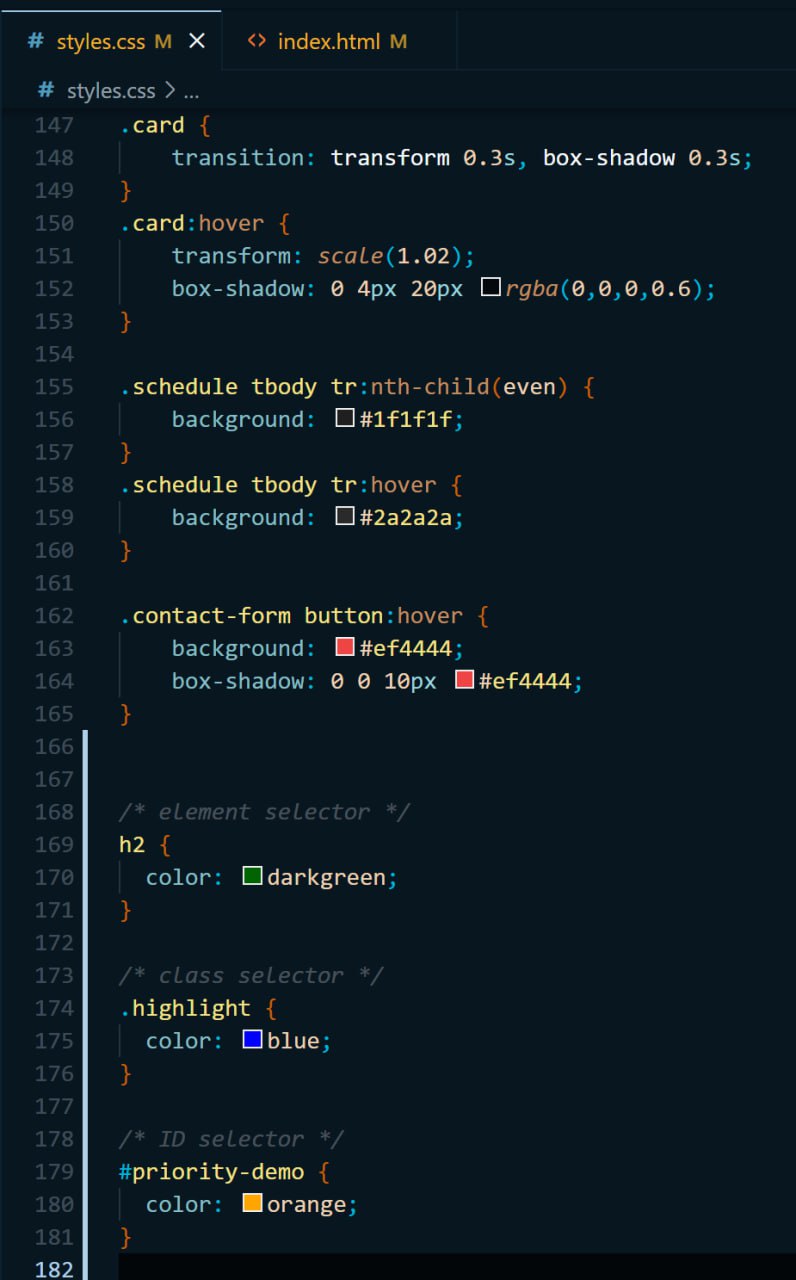 # styles.css M ×
<> index.html M
# styles.css > ...
147 .card {
148     transition: transform 0.3s, box-shadow 0.3s;
149 }
150 .card:hover {
151     transform: scale(1.02);
152     box-shadow: 0 4px 20px rgba(0,0,0,0.6);
153 }
154
155 .schedule tbody tr:nth-child(even) {
156     background: #1f1f1f;
157 }
158 .schedule tbody tr:hover {
159     background: #2a2a2a;
160 }
161
162 .contact-form button:hover {
163     background: #ef4444;
164     box-shadow: 0 0 10px #ef4444;
165 }
166
167
168 /* element selector */
169 h2 {
170   color: darkgreen;
171 }
172
173 /* class selector */
174 .highlight {
175   color: blue;
176 }
177
178 /* ID selector */
179 #priority-demo {
180   color: orange;
181 }
182